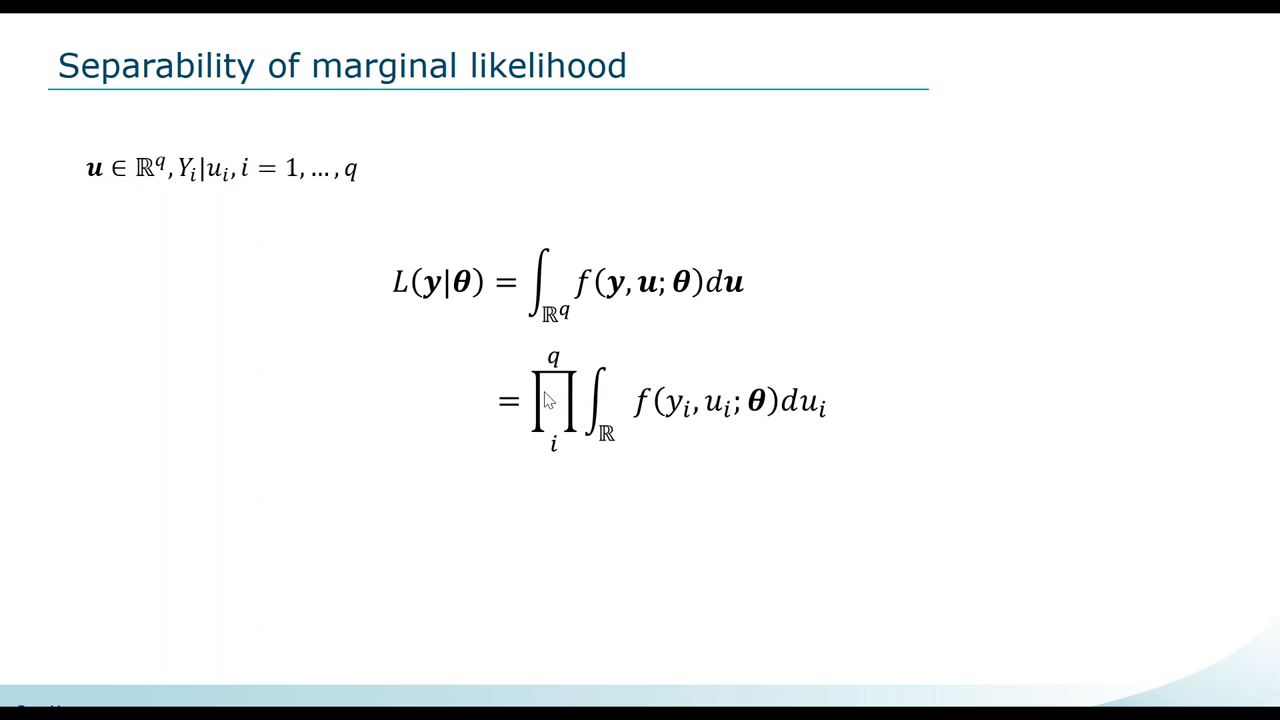 Separability of marginal likelihood
𝒖 ∈ ℝ^q, Y_i|u_i, i = 1, … , q
L(𝒚|𝜽) = ∫_{ℝ^q} f(𝒚, 𝒖; 𝜽)d𝒖
= ∏_i^q ∫_ℝ f(y_i, u_i; 𝜽)du_i